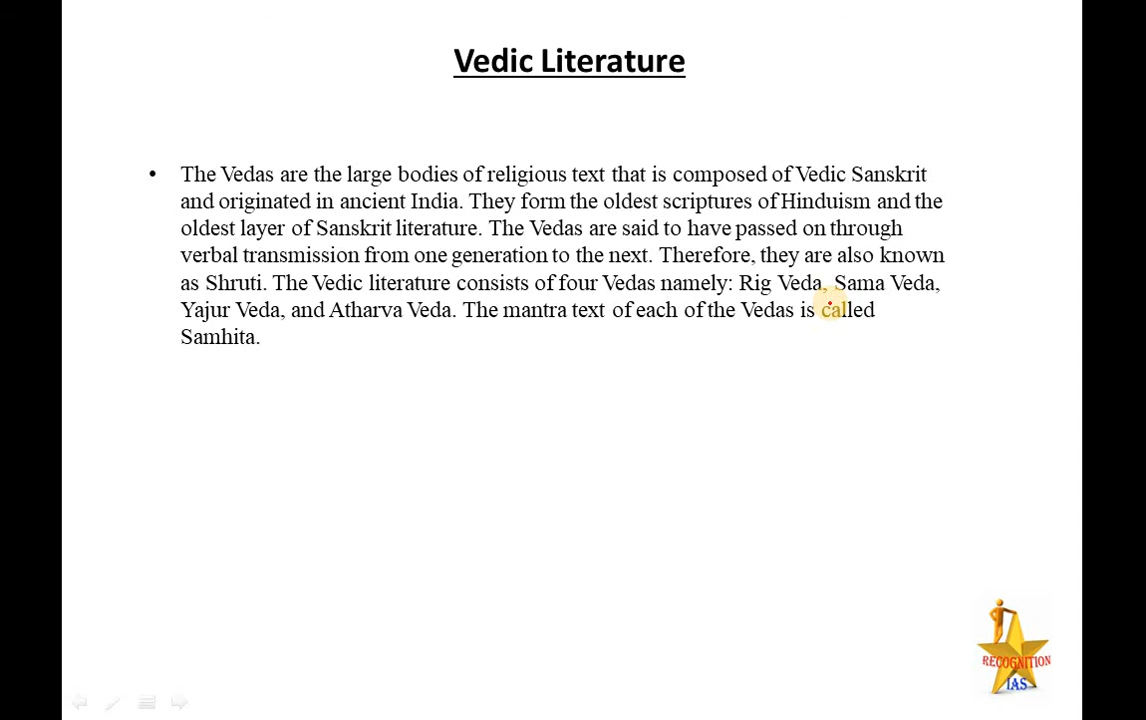 Vedic Literature
• The Vedas are the large bodies of religious text that is composed of Vedic Sanskrit
and originated in ancient India. They form the oldest scriptures of Hinduism and the
oldest layer of Sanskrit literature. The Vedas are said to have passed on through
verbal transmission from one generation to the next. Therefore, they are also known
as Shruti. The Vedic literature consists of four Vedas namely: Rig Veda, Sama Veda,
Yajur Veda, and Atharva Veda. The mantra text of each of the Vedas is called
Samhita.
RECOGNITION
IAS